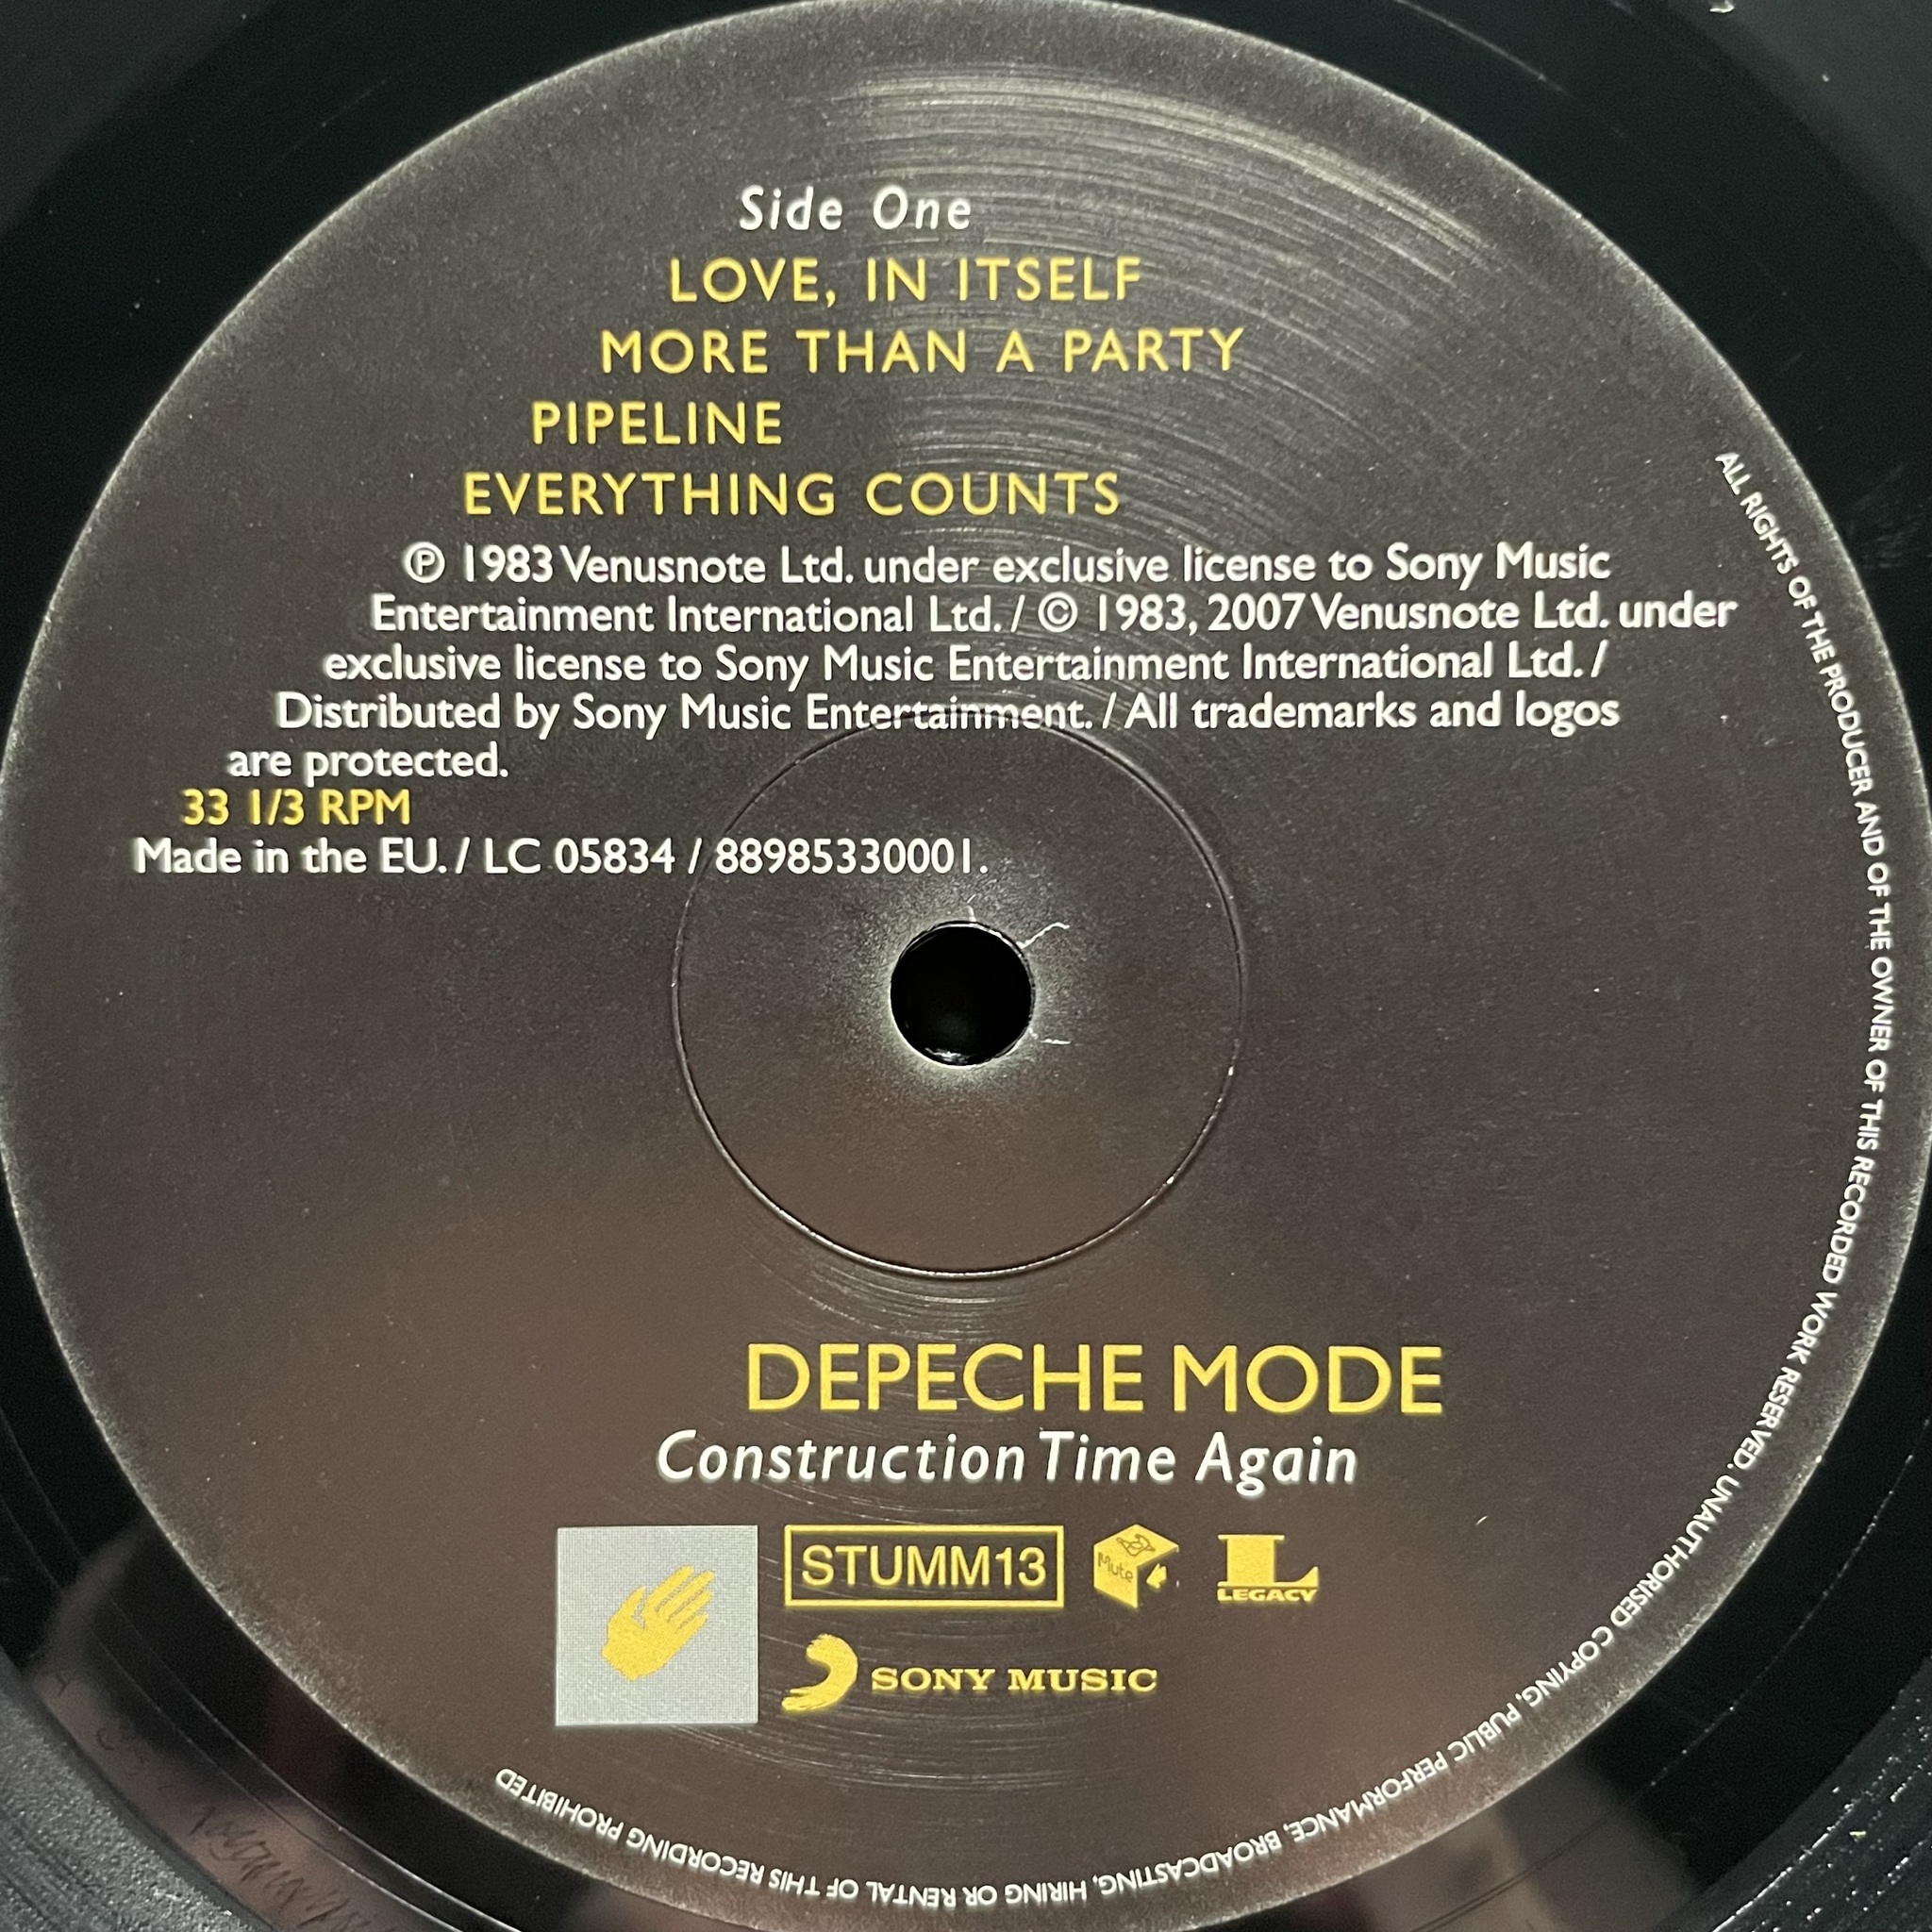 Side One
LOVE, IN ITSELF
MORE THAN A PARTY
PIPELINE
EVERYTHING COUNTS
℗ 1983 Venusnote Ltd. under exclusive license to Sony Music
Entertainment International Ltd. / © 1983, 2007 Venusnote Ltd. under
exclusive license to Sony Music Entertainment International Ltd. /
Distributed by Sony Music Entertainment. / All trademarks and logos
are protected.
33 1/3 RPM
Made in the EU. / LC 05834 / 88985330001.
DEPECHE MODE
Construction Time Again
STUMM13
Mute
L
LEGACY
SONY MUSIC
ALL RIGHTS OF THE PRODUCER AND OF THE OWNER OF THIS RECORDED WORK RESERVED. UNAUTHORISED COPYING, PUBLIC PERFORMANCE, BROADCASTING, HIRING OR RENTAL OF THIS RECORDING PROHIBITED